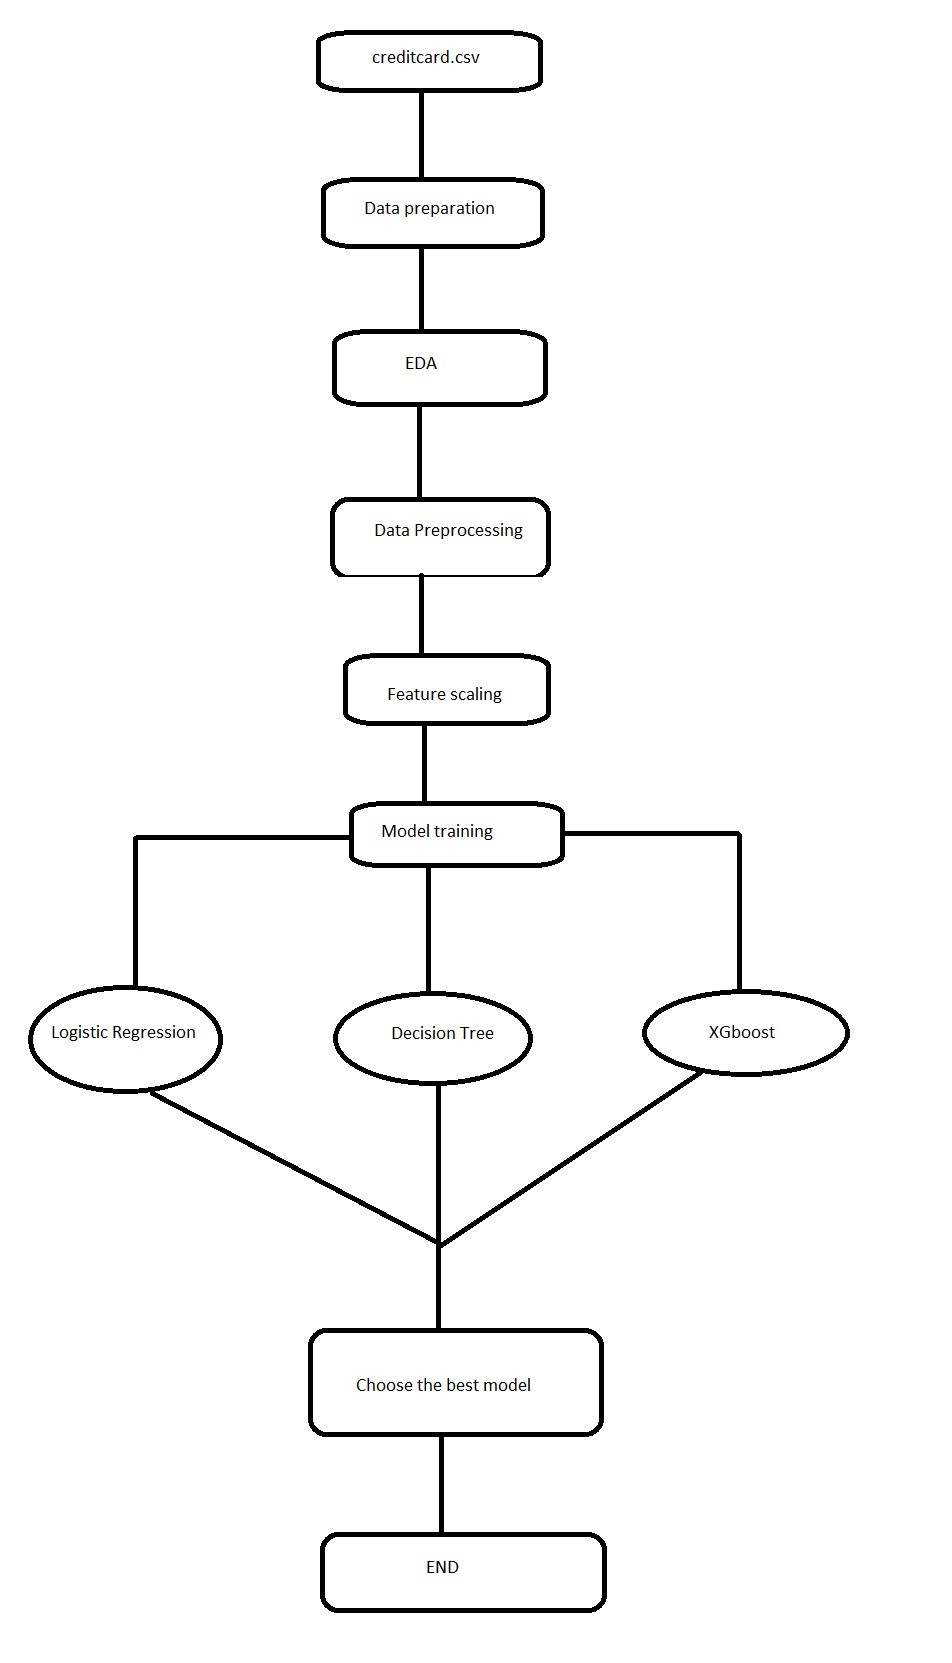 creditcard.csv
Data preparation
EDA
Data Preprocessing
Feature scaling
Model training
Logistic Regression
Decision Tree
XGboost
Choose the best model
END